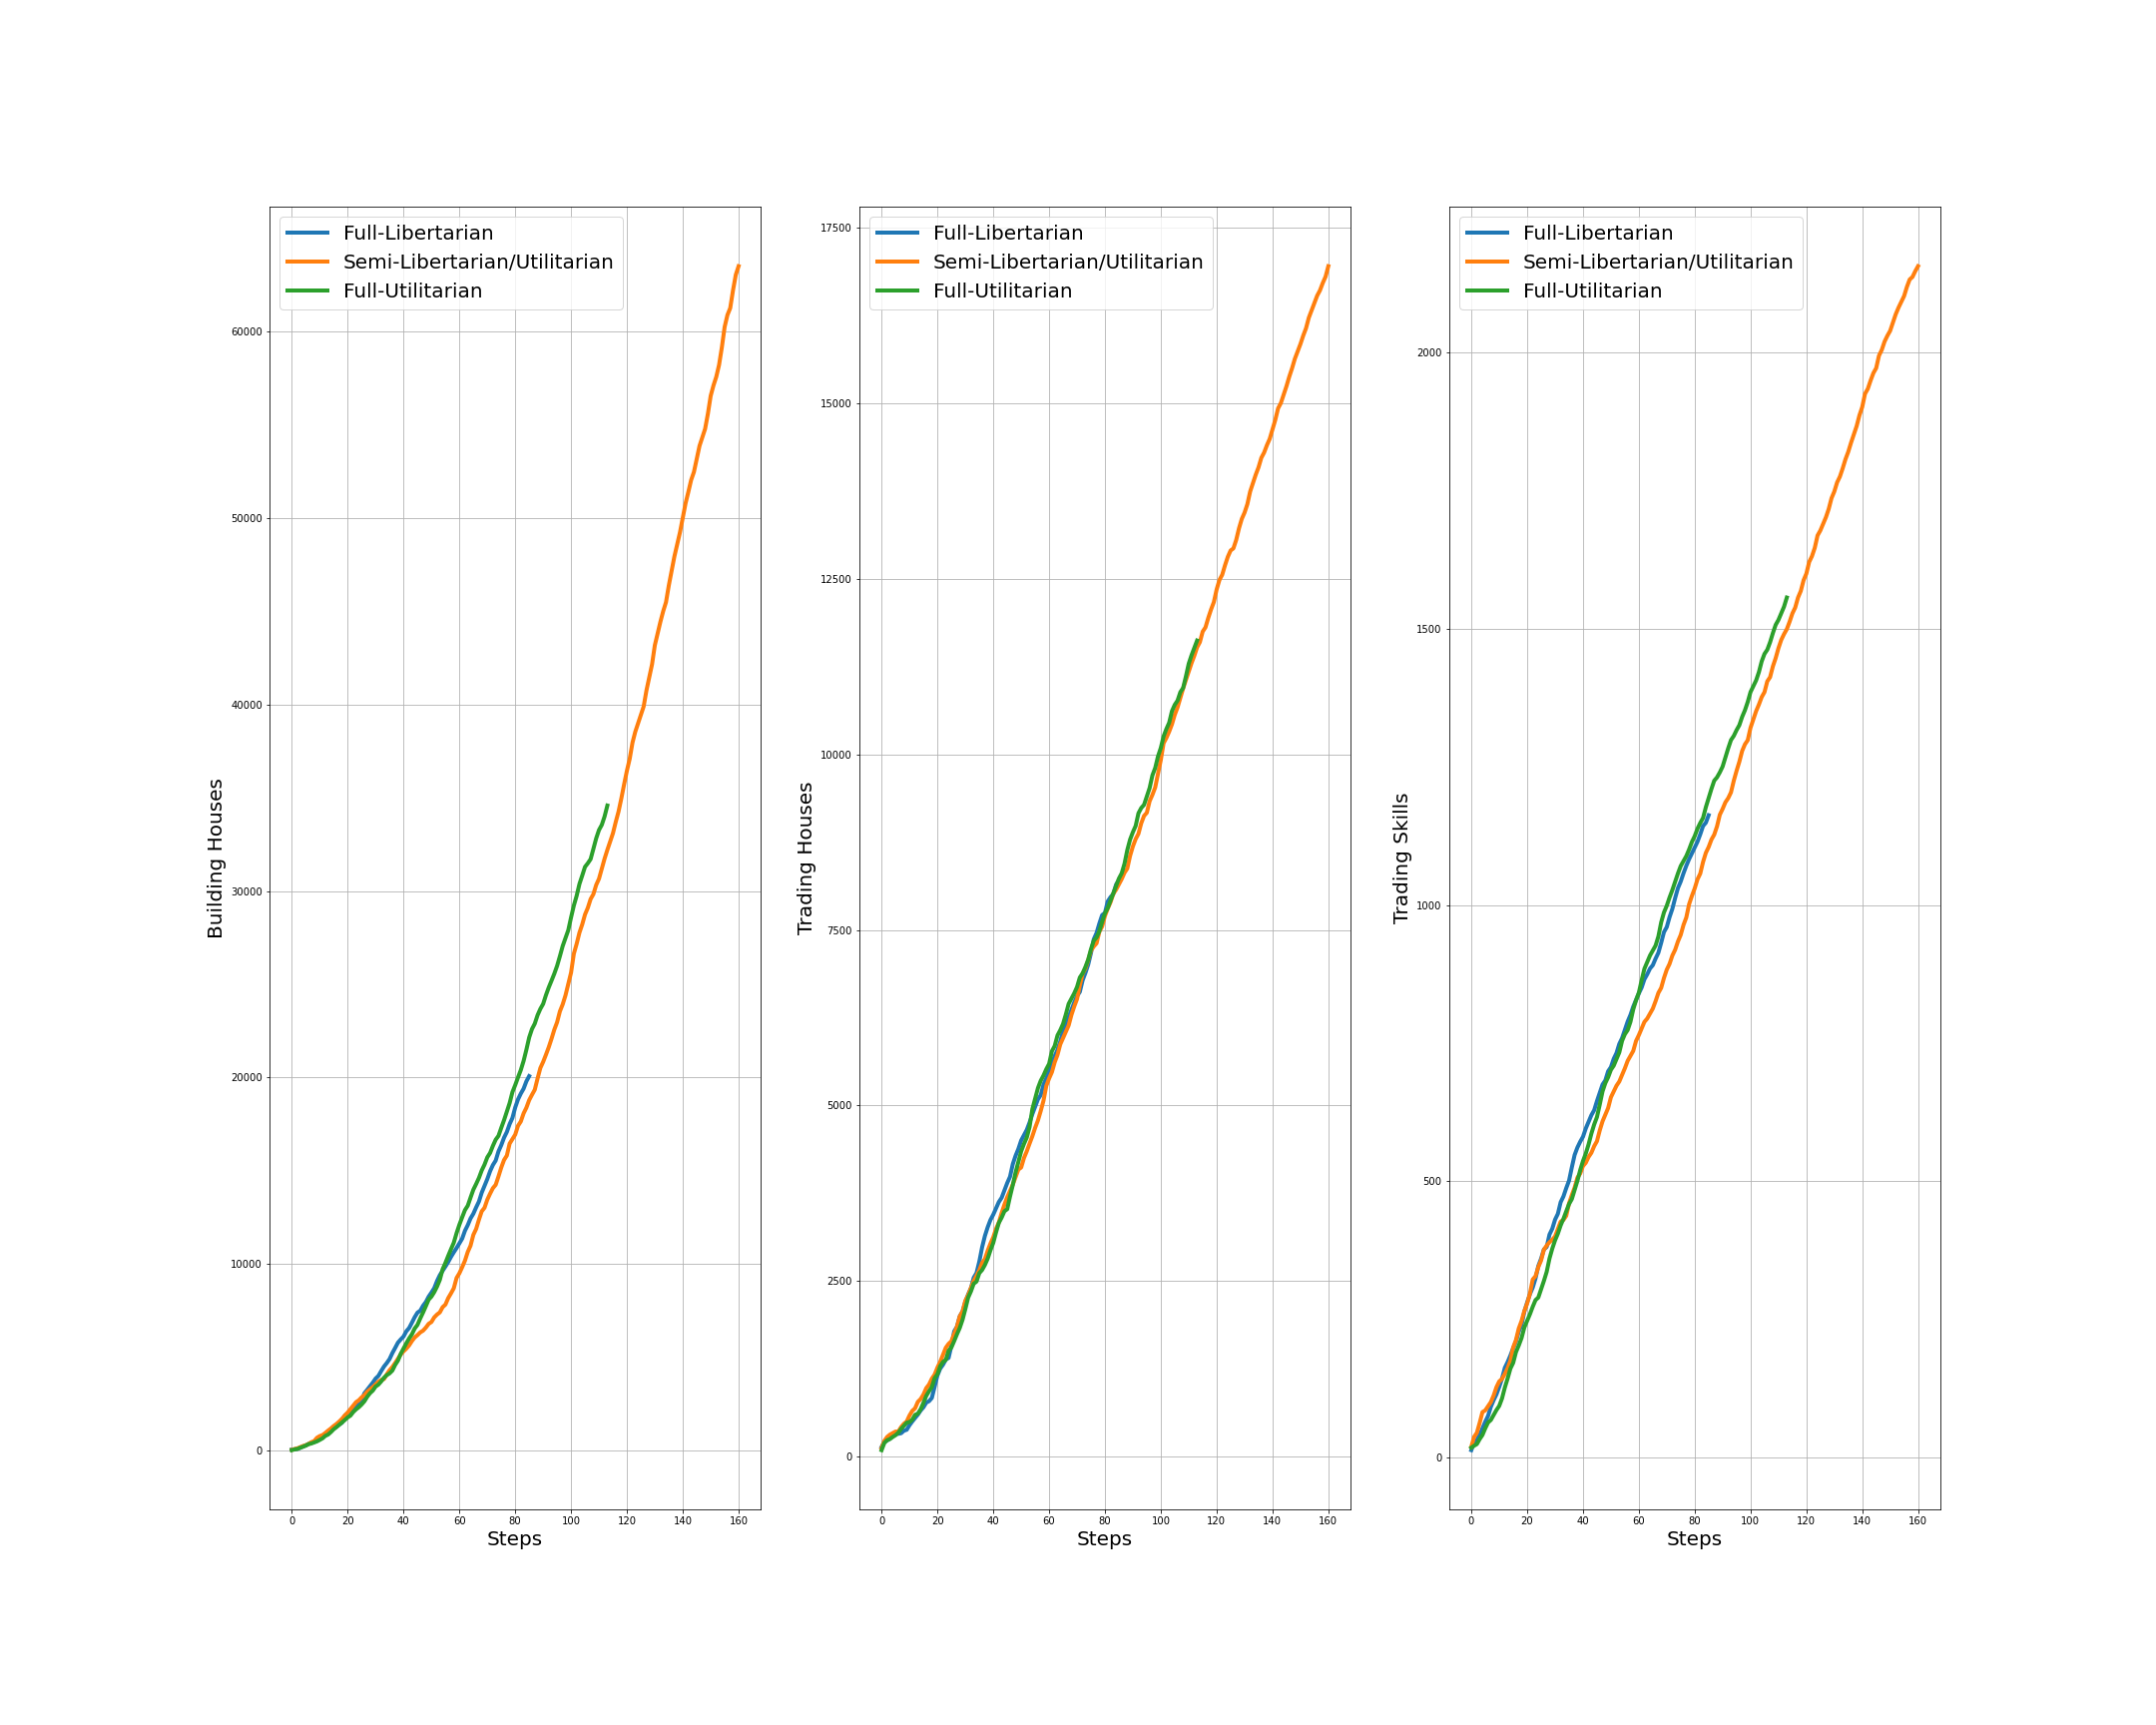 Full-Libertarian
Semi-Libertarian/Utilitarian
Full-Utilitarian
60000
50000
40000
30000
20000
10000
0
Building Houses
0 20 40 60 80 100 120 140 160
Steps
Full-Libertarian
Semi-Libertarian/Utilitarian
Full-Utilitarian
17500
15000
12500
10000
7500
5000
2500
0
Trading Houses
0 20 40 60 80 100 120 140 160
Steps
Full-Libertarian
Semi-Libertarian/Utilitarian
Full-Utilitarian
2000
1500
1000
500
0
Trading Skills
0 20 40 60 80 100 120 140 160
Steps